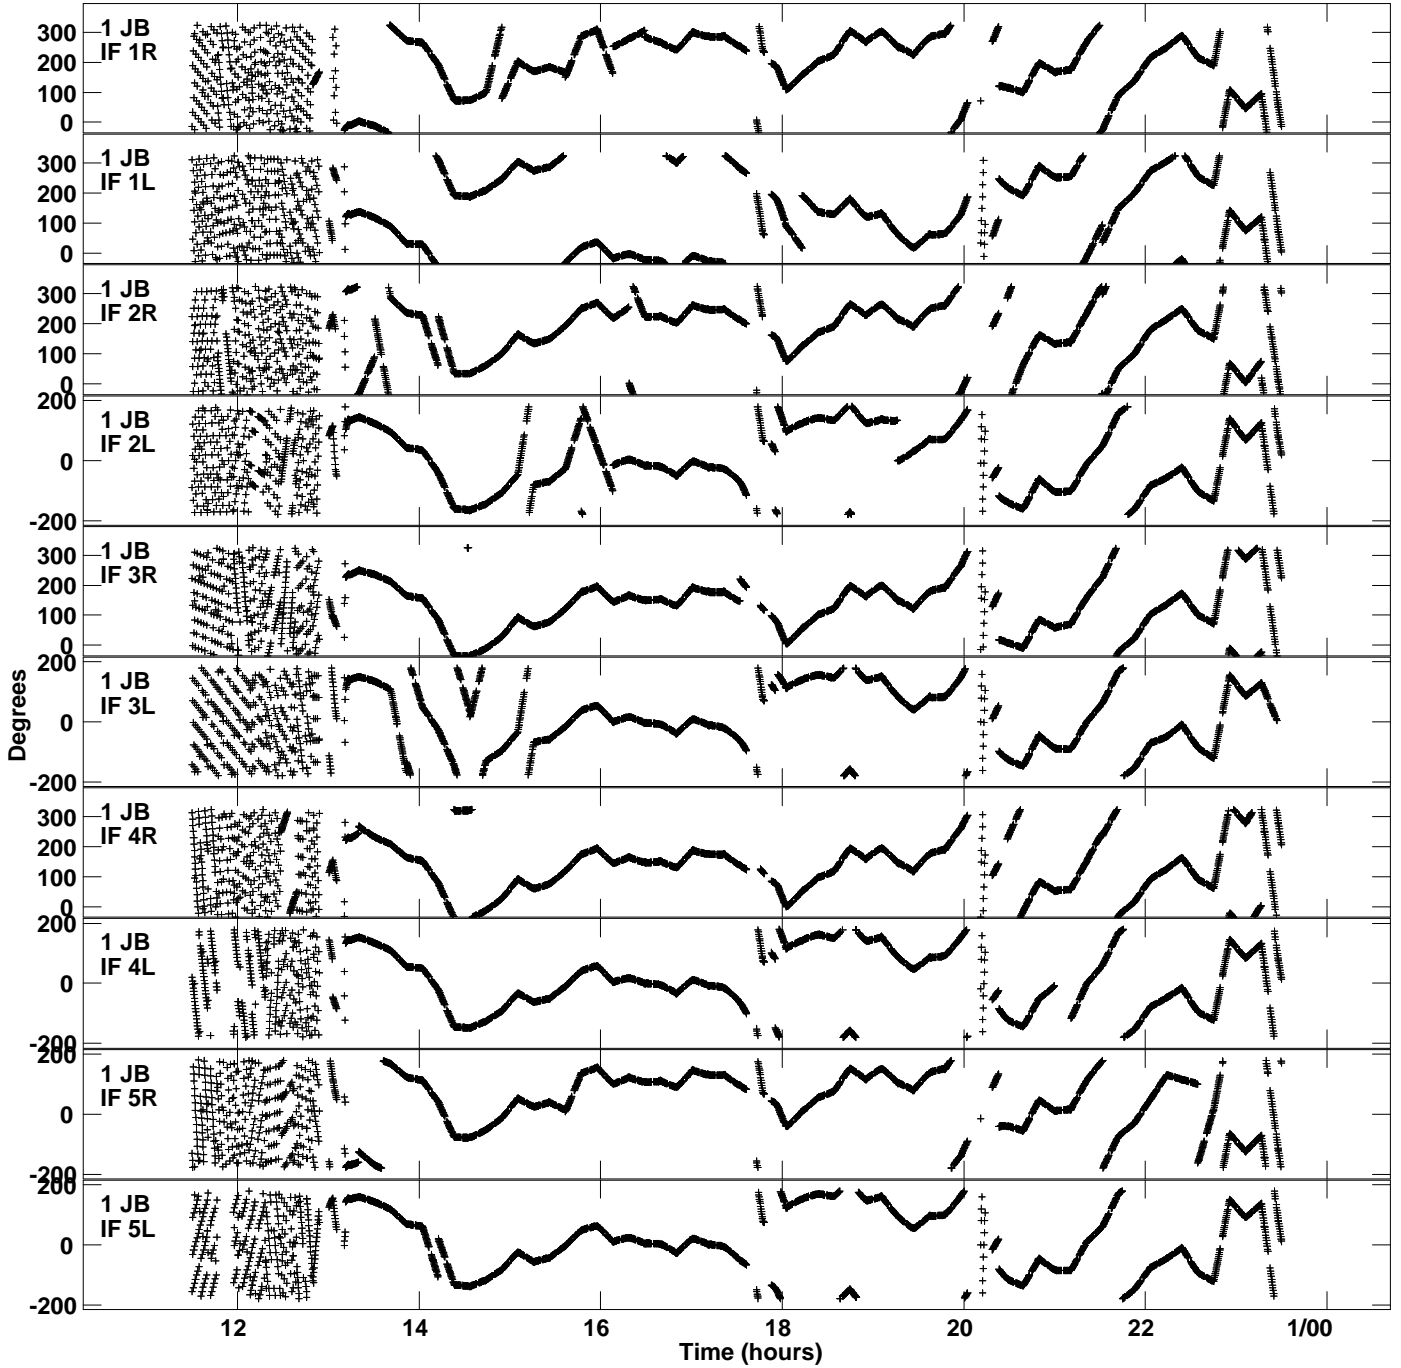 1 JB
IF 1R
300
200
100
0
1 JB
IF 1L
300
200
100
0
1 JB
IF 2R
300
200
100
0
1 JB
IF 2L
200
0
-200
1 JB
IF 3R
300
200
100
0
1 JB
IF 3L
200
0
-200
Degrees
1 JB
IF 4R
300
200
100
0
1 JB
IF 4L
200
0
-200
1 JB
IF 5R
200
0
-200
1 JB
IF 5L
200
0
-200
12 14 16 18 20 22 1/00
Time (hours)